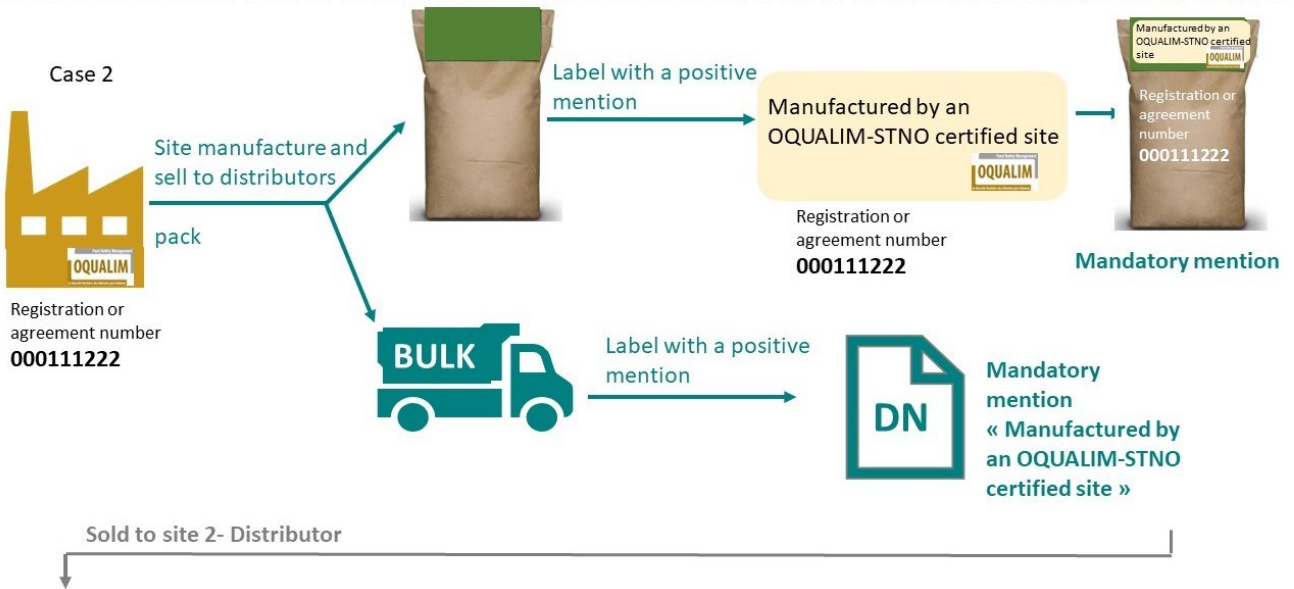 Case 2
Site manufacture and
sell to distributors
pack
OQUALIM
Registration or
agreement number
000111222
Label with a positive
mention
Manufactured by an
OQUALIM-STNO certified site
OQUALIM
Registration or
agreement number
000111222
Manufactured by an
OQUALIM-STNO certified
site
OQUALIM
Registration or
agreement
number
000111222
Mandatory mention
BULK
Label with a positive
mention
DN
Mandatory
mention
« Manufactured by
an OQUALIM-STNO
certified site »
Sold to site 2- Distributor